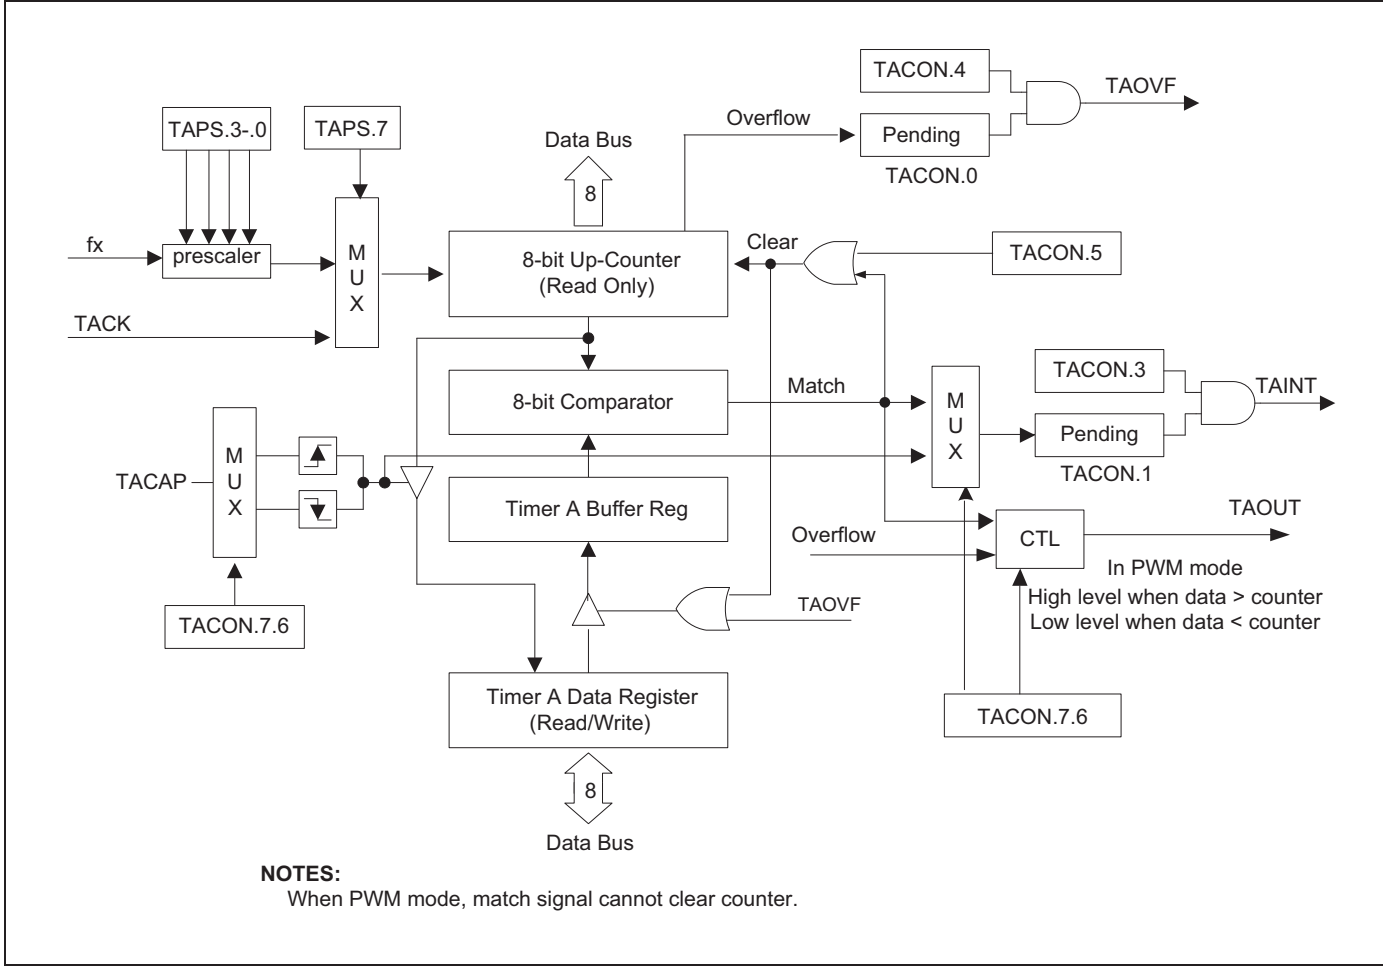 TACON.4
TAOVF
TAPS.3-.0
TAPS.7
Overflow
Pending
Data Bus
TACON.0
8
fx
prescaler
M
U
X
8-bit Up-Counter
(Read Only)
Clear
TACON.5
TACK
TACON.3
TAINT
8-bit Comparator
Match
M
U
X
Pending
TACON.1
TACAP
M
U
X
Timer A Buffer Reg
TAOUT
Overflow
CTL
In PWM mode
High level when data > counter
Low level when data < counter
TAOVF
TACON.7.6
Timer A Data Register
(Read/Write)
TACON.7.6
8
Data Bus
NOTES:
When PWM mode, match signal cannot clear counter.